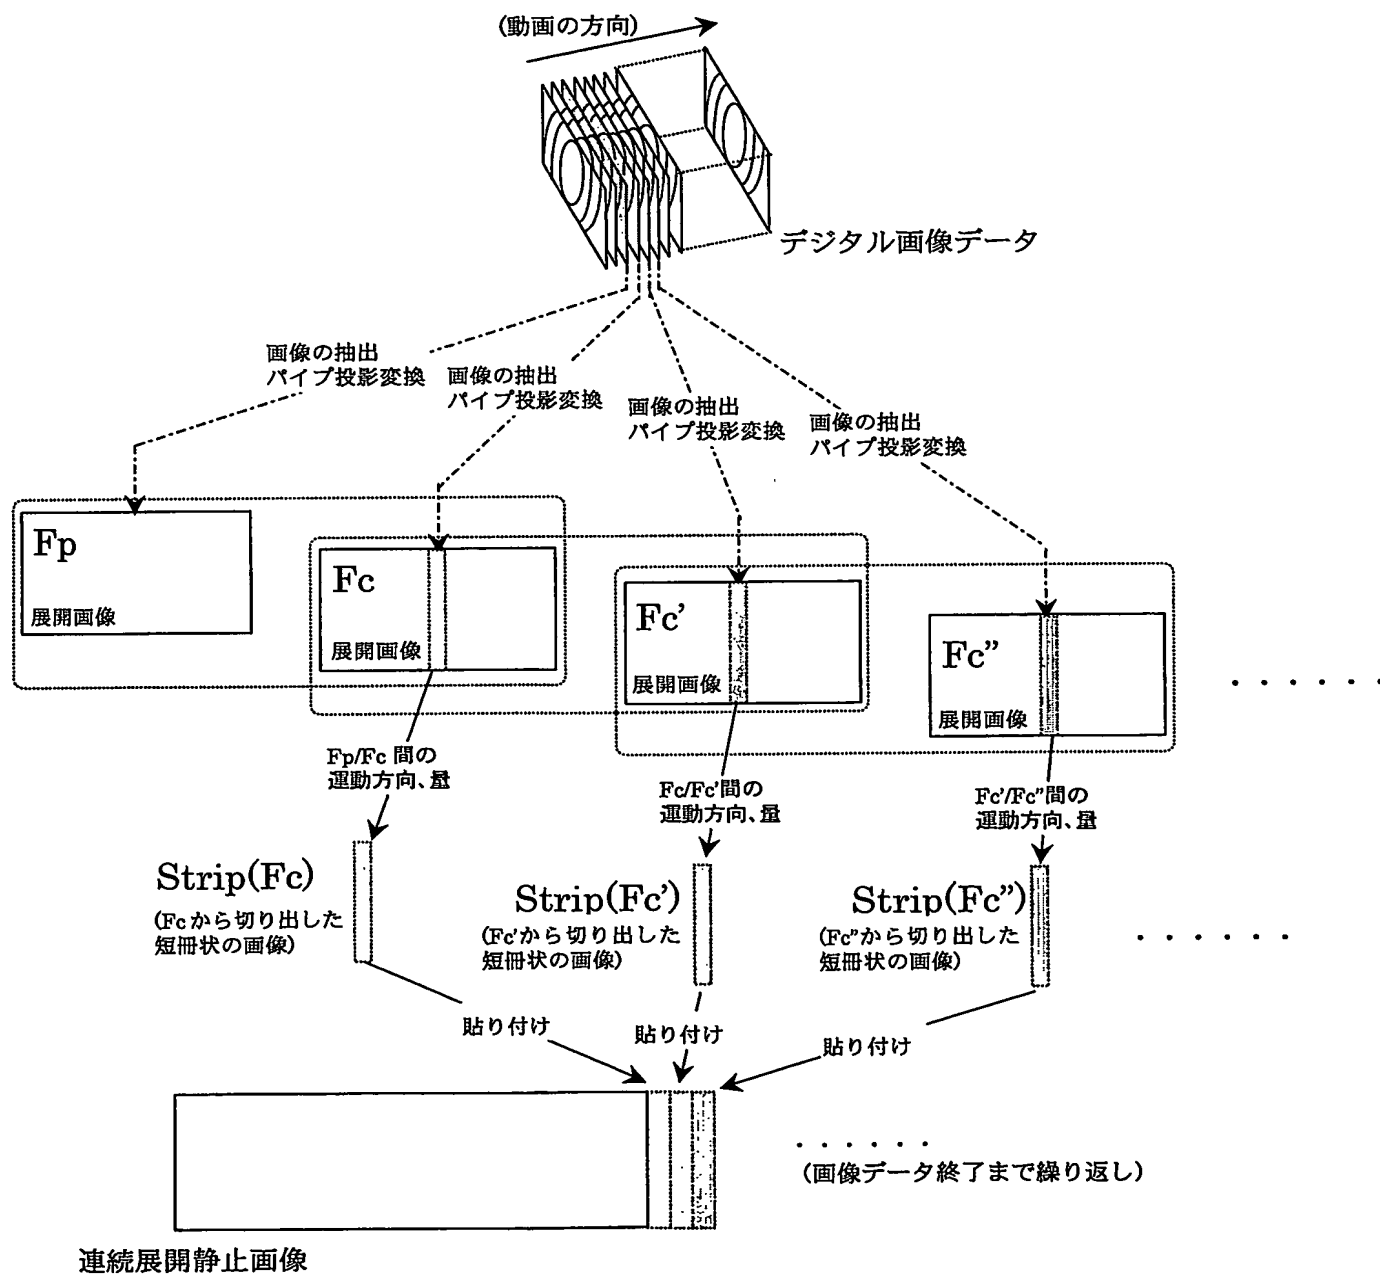 (動画の方向)
デジタル画像データ
画像の抽出
パイプ投影変換
画像の抽出
パイプ投影変換
画像の抽出
パイプ投影変換
画像の抽出
パイプ投影変換
Fp
展開画像
Fc
展開画像
Fc’
展開画像
Fc”
展開画像
・・・・・・
Fp/Fc 間の
運動方向、量
Fc/Fc’間の
運動方向、量
Fc’/Fc”間の
運動方向、量
Strip(Fc)
(Fcから切り出した
短冊状の画像)
Strip(Fc’)
(Fc’から切り出した
短冊状の画像)
Strip(Fc”)
(Fc”から切り出した
短冊状の画像)
・・・・・・
貼り付け
貼り付け
貼り付け
・・・・・・
(画像データ終了まで繰り返し)
連続展開静止画像